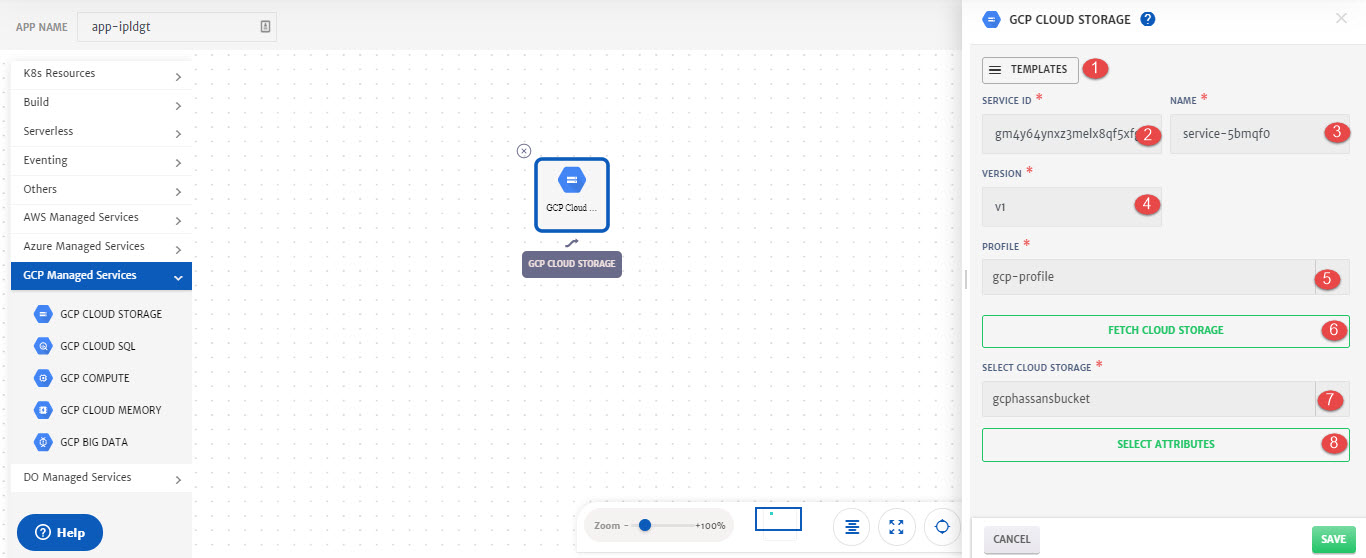 APP NAME
app-ipldgt
K8s Resources
Build
Serverless
Eventing
Others
AWS Managed Services
Azure Managed Services
GCP Managed Services
GCP CLOUD STORAGE
GCP CLOUD SQL
GCP COMPUTE
GCP CLOUD MEMORY
GCP BIG DATA
DO Managed Services
? Help
GCP Cloud ...
GCP CLOUD STORAGE
Zoom - +100%
GCP CLOUD STORAGE ?
TEMPLATES 1
SERVICE ID * NAME *
gm4y64ynxz3melx8qf5xf 2 service-5bmqf0 3
VERSION *
v1 4
PROFILE *
gcp-profile 5
FETCH CLOUD STORAGE 6
SELECT CLOUD STORAGE *
gcphassansbucket 7
SELECT ATTRIBUTES 8
CANCEL SAVE